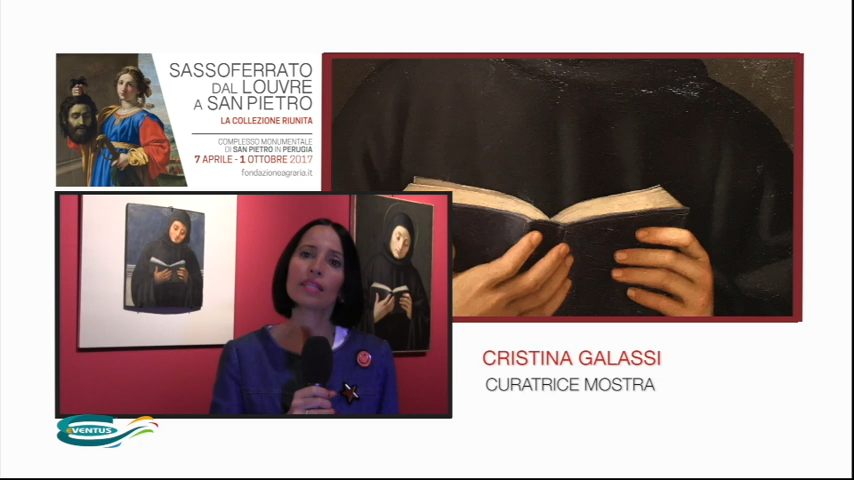 SASSOFERRATO
DAL LOUVRE
A SAN PIETRO
LA COLLEZIONE RIUNITA
COMPLESSO MONUMENTALE
DI SAN PIETRO IN PERUGIA
7 APRILE - 1 OTTOBRE 2017
fondazioneagraria.it
CRISTINA GALASSI
CURATRICE MOSTRA
EVENTUS